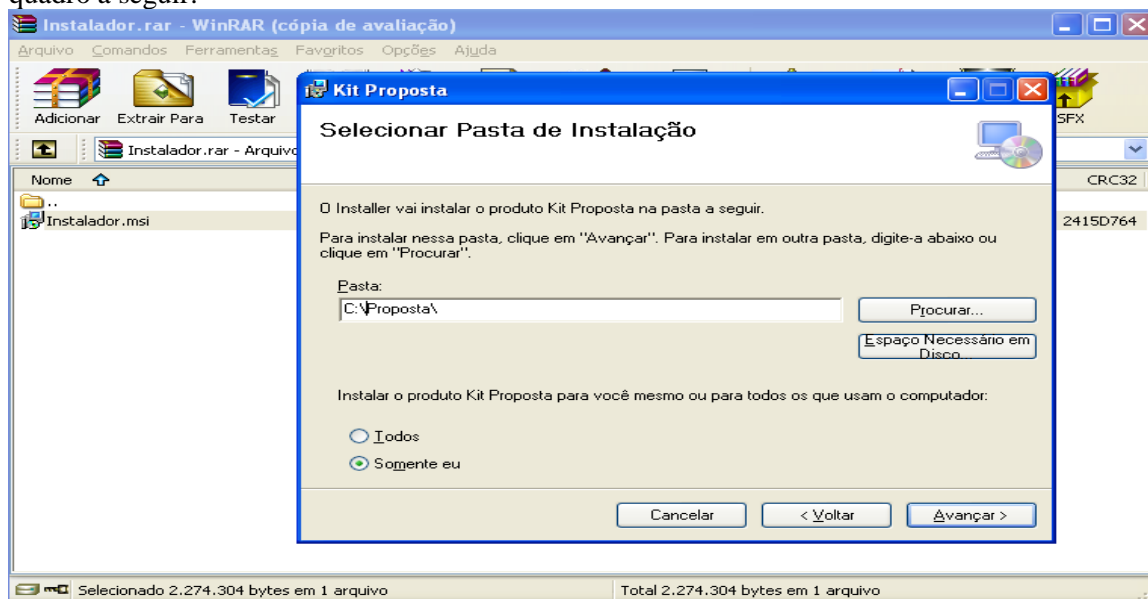 quadro a seguir:
Instalador.rar - WinRAR (cópia de avaliação)
Arquivo Comandos Ferramentas Favoritos Opções Ajuda
Adicionar Extrair Para Testar
SFX
Instalador.rar - Arquivo
Nome
CRC32
..
Instalador.msi
2415D764
Kit Proposta
Selecionar Pasta de Instalação
O Installer vai instalar o produto Kit Proposta na pasta a seguir.
Para instalar nessa pasta, clique em "Avançar". Para instalar em outra pasta, digite-a abaixo ou
clique em "Procurar".
Pasta:
C:\Proposta\
Procurar...
Espaço Necessário em
Disco...
Instalar o produto Kit Proposta para você mesmo ou para todos os que usam o computador:
Todos
Somente eu
Cancelar
< Voltar
Avançar >
Selecionado 2.274.304 bytes em 1 arquivo
Total 2.274.304 bytes em 1 arquivo